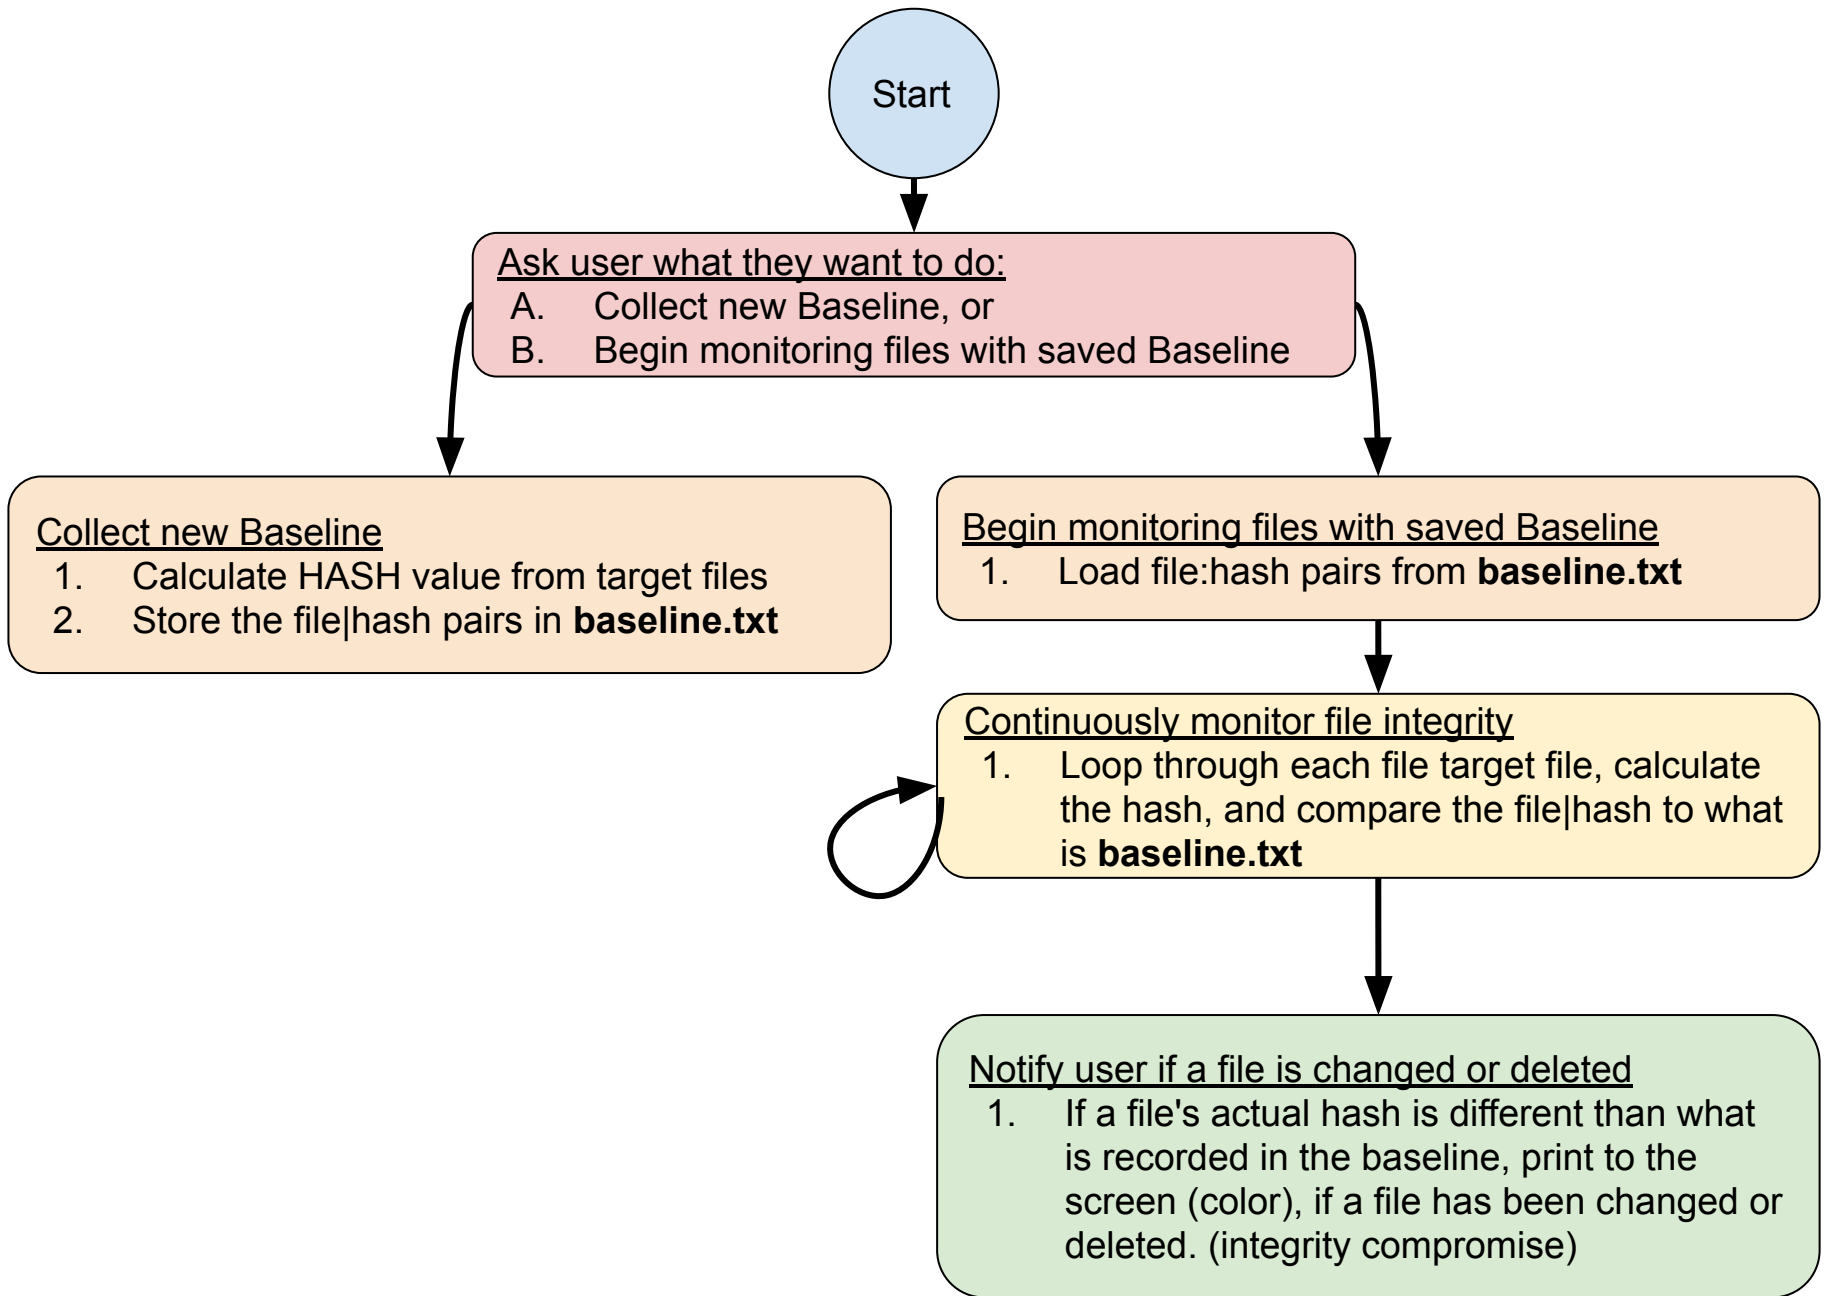 Start
Ask user what they want to do:
A. Collect new Baseline, or
B. Begin monitoring files with saved Baseline
Collect new Baseline
1. Calculate HASH value from target files
2. Store the file|hash pairs in baseline.txt
Begin monitoring files with saved Baseline
1. Load file:hash pairs from baseline.txt
Continuously monitor file integrity
1. Loop through each file target file, calculate
the hash, and compare the file|hash to what
is baseline.txt
Notify user if a file is changed or deleted
1. If a file's actual hash is different than what
is recorded in the baseline, print to the
screen (color), if a file has been changed or
deleted. (integrity compromise)